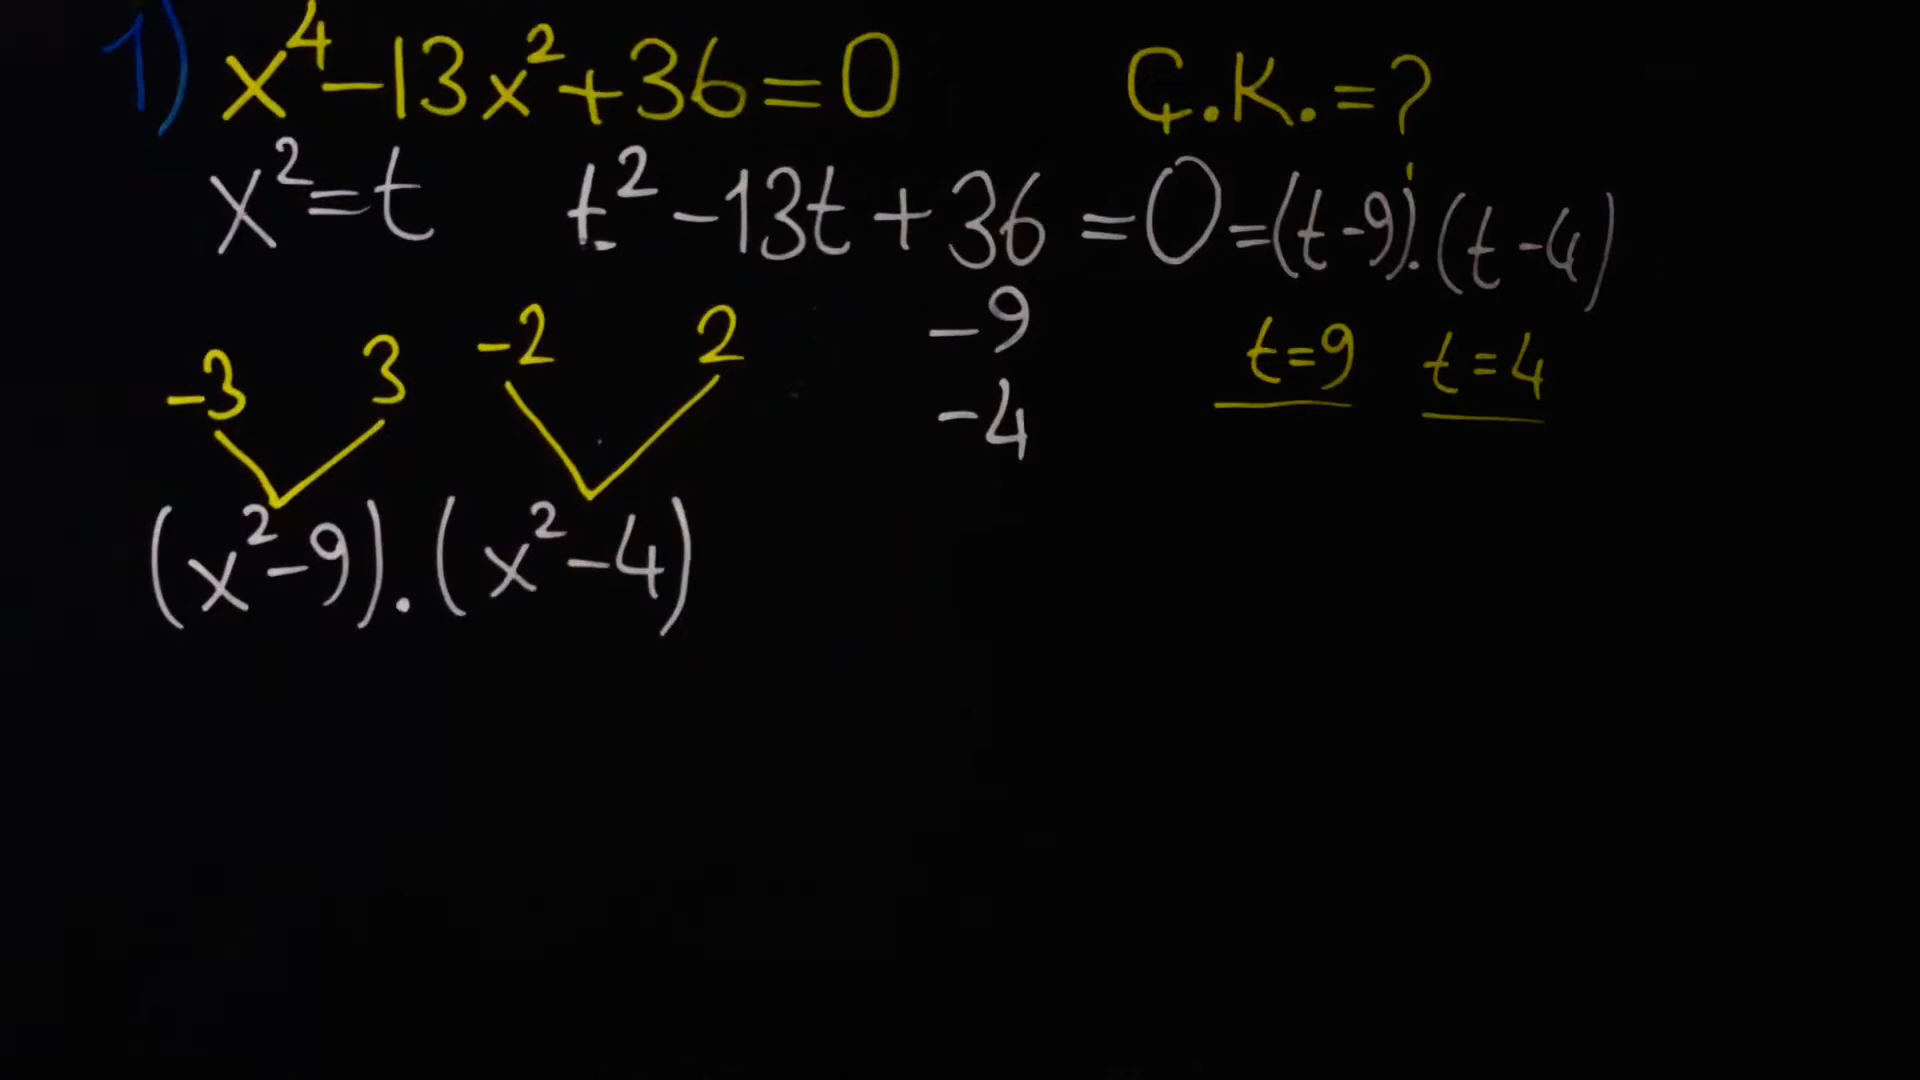 1) x⁴-13x²+36=0 Ç.K.=?
x²=t t²-13t+36=0=(t-9).(t-4)
-9 t=9 t=4
-3 3 -2 2
-4
(x²-9).(x²-4)